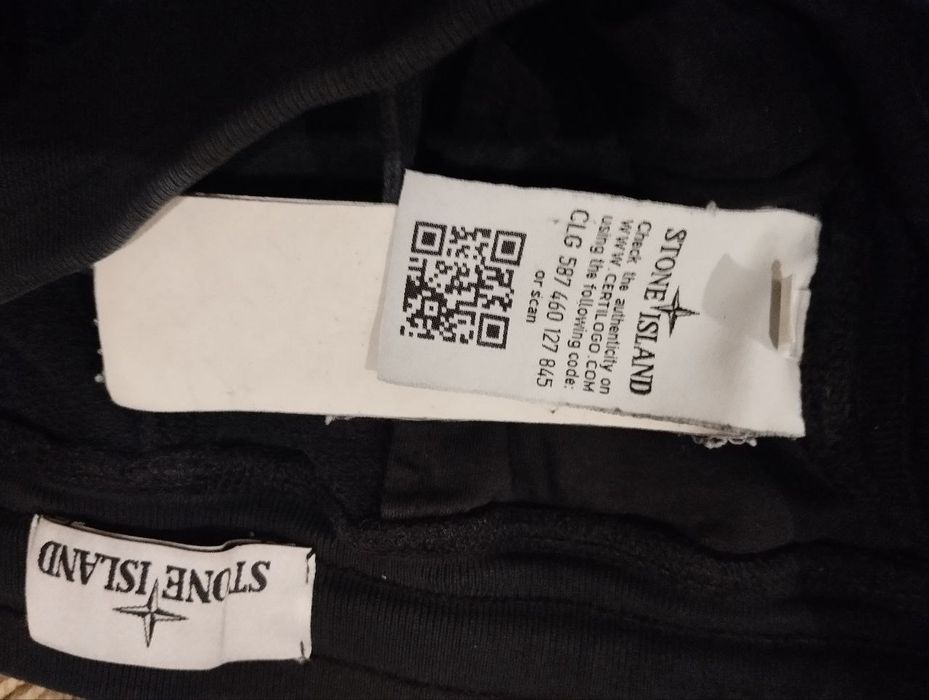 STONE ISLAND
Check the authenticity on
WWW.CERTILOGO.COM
using the following code:
CLG 587 460 127 845
or scan
STONE ISLAND